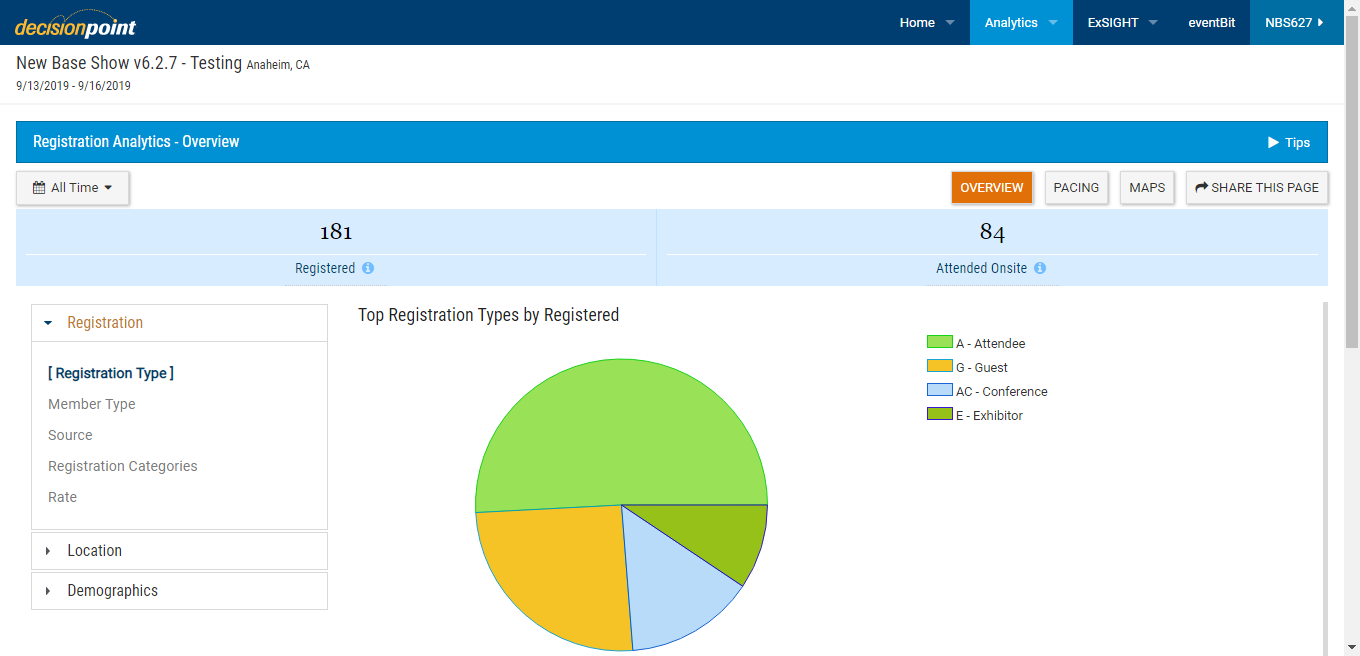 decisionpoint
Home
Analytics
ExSIGHT
eventBit
NBS627
New Base Show v6.2.7 - Testing Anaheim, CA
9/13/2019 - 9/16/2019
Registration Analytics - Overview
Tips
All Time
OVERVIEW
PACING
MAPS
SHARE THIS PAGE
181
Registered
84
Attended Onsite
Registration
[ Registration Type ]
Member Type
Source
Registration Categories
Rate
Location
Demographics
Top Registration Types by Registered
A - Attendee
G - Guest
AC - Conference
E - Exhibitor